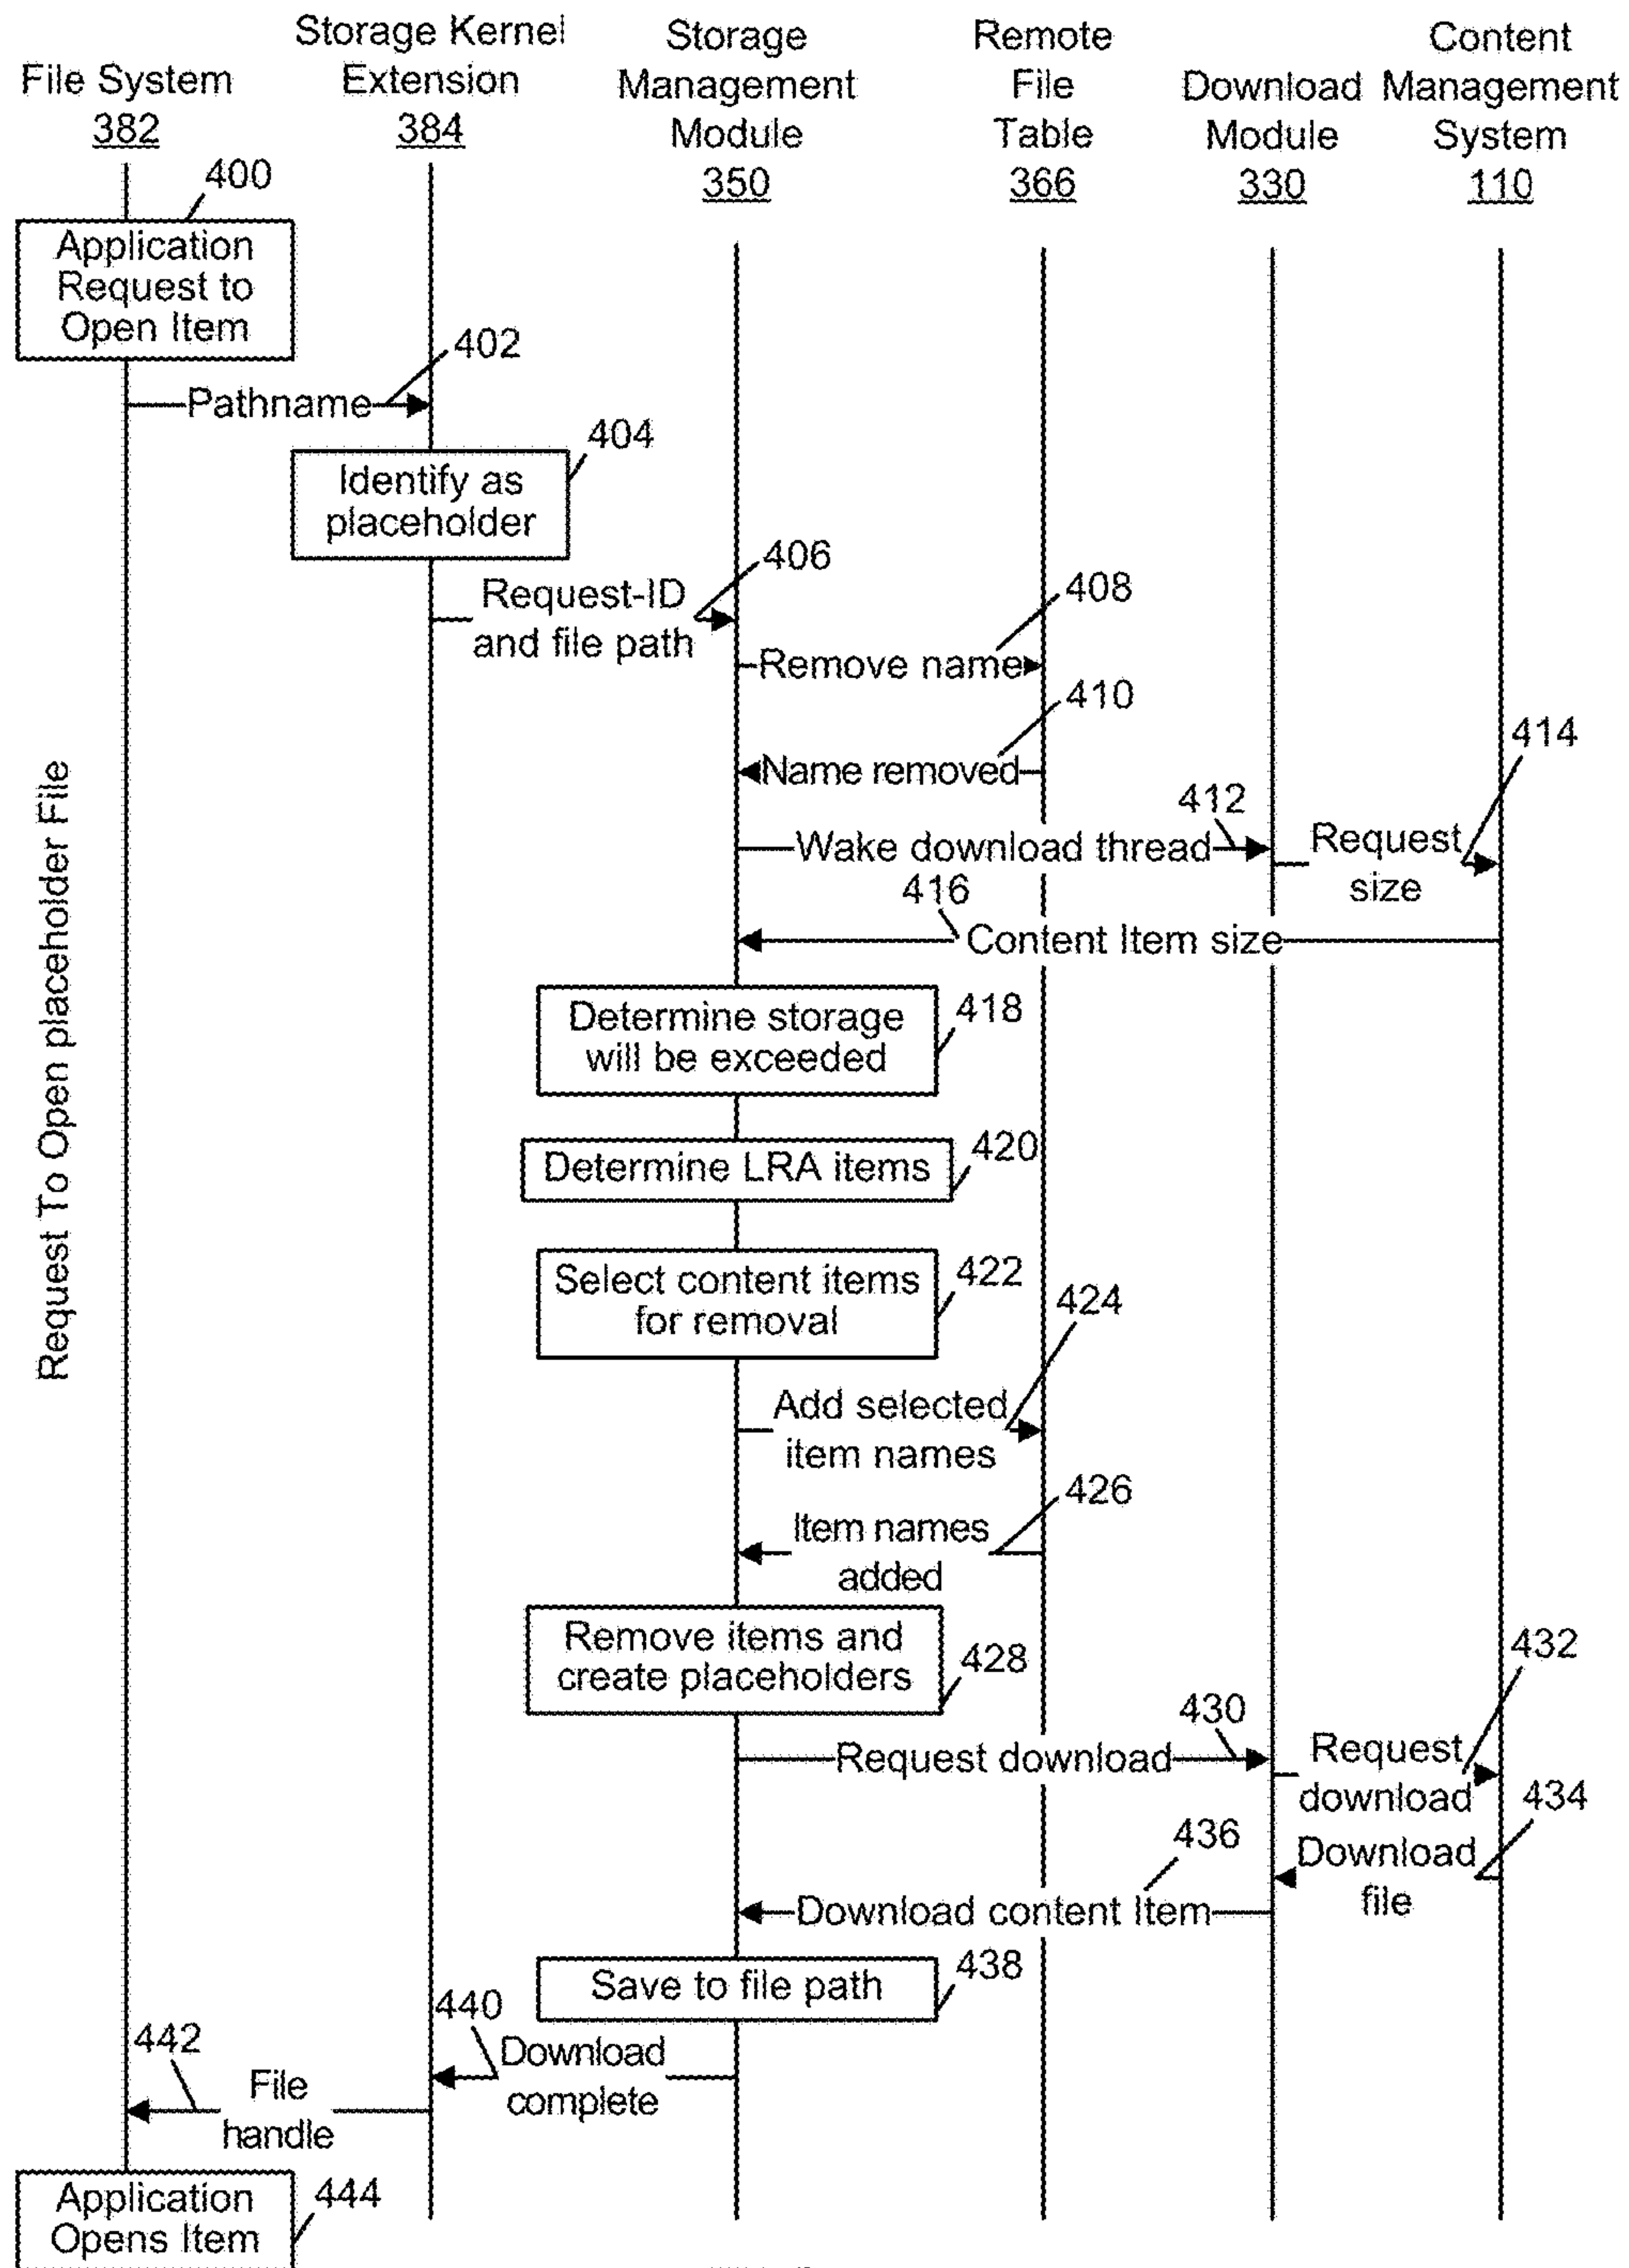 File System
382
Storage Kernel
Extension
384
Storage
Management
Module
350
Remote
File
Table
366
Download
Module
330
Content
Management
System
110
400
Application
Request to
Open Item
402
Pathname
404
Identify as
placeholder
406
Request-ID
and file path
408
Remove name
410
Name removed
412
Wake download thread
414
Request
size
416
Content Item size
Determine storage
will be exceeded
418
Determine LRA items
420
Select content items
for removal
422
424
Add selected
item names
426
Item names
added
Remove items and
create placeholders
428
430
Request download
432
Request
download
434
Download
file
436
Download content Item
Save to file path
438
440
Download
complete
442
File
handle
Application
Opens Item
444
Request To Open placeholder File